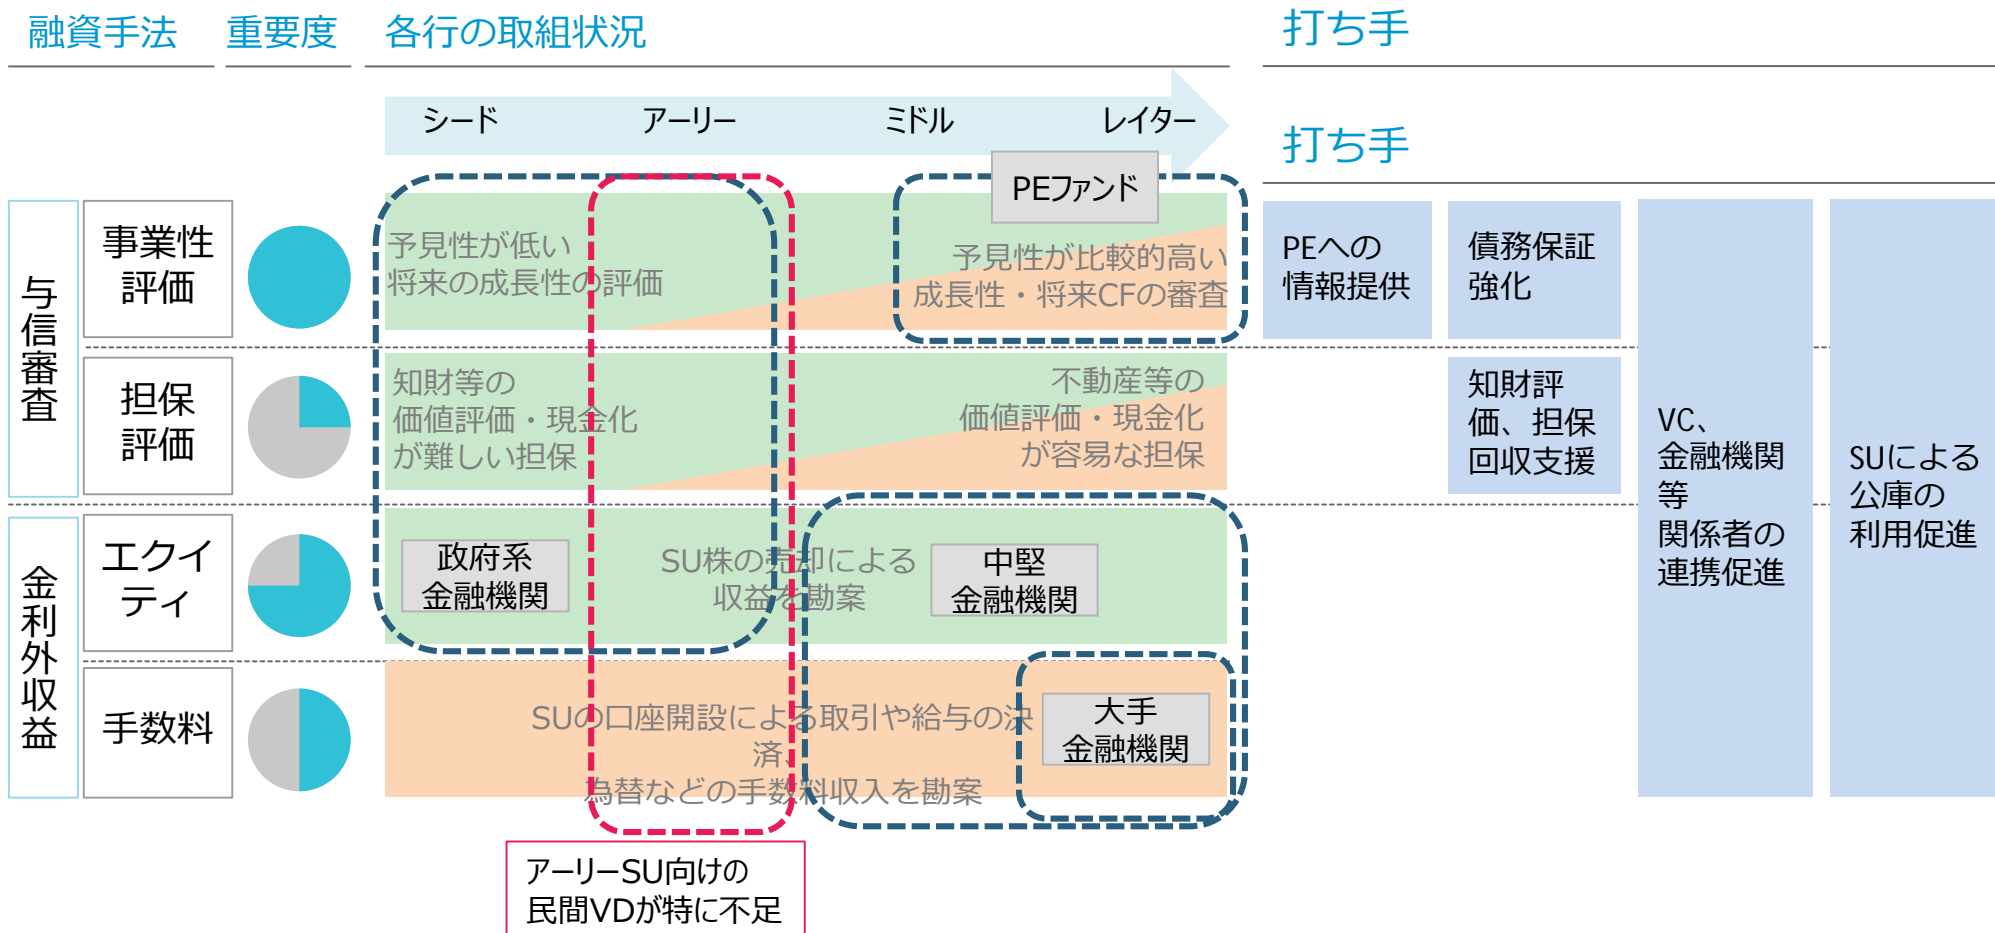 融資手法
重要度
各行の取組状況
打ち手
シード
アーリー
ミドル
レイター
打ち手
与信審査
事業性
評価
予見性が低い
将来の成長性の評価
PEファンド
予見性が比較的高い
成長性・将来CFの審査
PEへの
情報提供
債務保証
強化
担保
評価
知財等の
価値評価・現金化
が難しい担保
不動産等の
価値評価・現金化
が容易な担保
知財評
価、担保
回収支援
VC、
金融機関
等
関係者の
連携促進
SUによる
公庫の
利用促進
金利外収益
エクイ
ティ
政府系
金融機関
SU株の売却による
収益を勘案
中堅
金融機関
手数料
SUの口座開設による取引や給与の決
済、
為替などの手数料収入を勘案
大手
金融機関
アーリーSU向けの
民間VDが特に不足